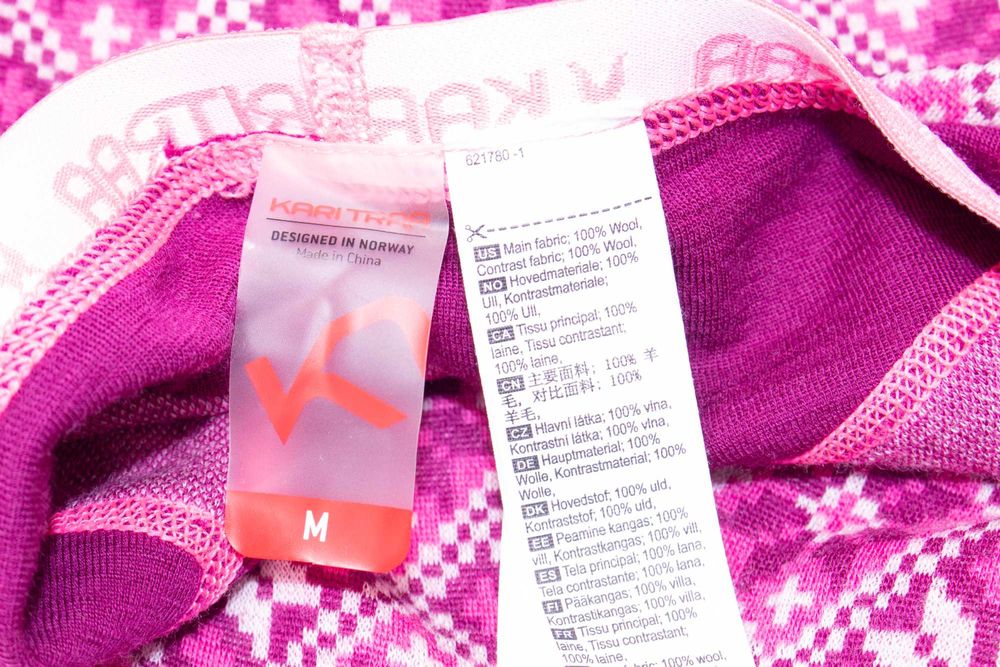 KARI TRAA
KARI TRAA
DESIGNED IN NORWAY
Made in China
M
621780 -1
US Main fabric; 100% Wool,
Contrast fabric; 100% Wool,
NO Hovedmateriale; 100%
Ull, Kontrastmateriale;
100% Ull,
CA Tissu principal; 100%
laine, Tissu contrastant;
100% laine,
CN 主要面料; 100% 羊
毛, 对比面料; 100%
羊毛,
CZ Hlavní látka; 100% vlna,
Kontrastní látka; 100% vlna,
DE Hauptmaterial; 100%
Wolle, Kontrastmaterial; 100%
Wolle,
DK Hovedstof; 100% uld,
Kontraststof; 100% uld,
EE Peamine kangas; 100%
vill, Kontrastkangas; 100% vill,
ES Tela principal; 100% lana,
Tela contrastante; 100% lana,
FI Pääkangas; 100% villa,
Kontrastikangas; 100% villa,
FR Tissu principal; 100%
laine, Tissu contrastant;
100% laine,
100% wool,